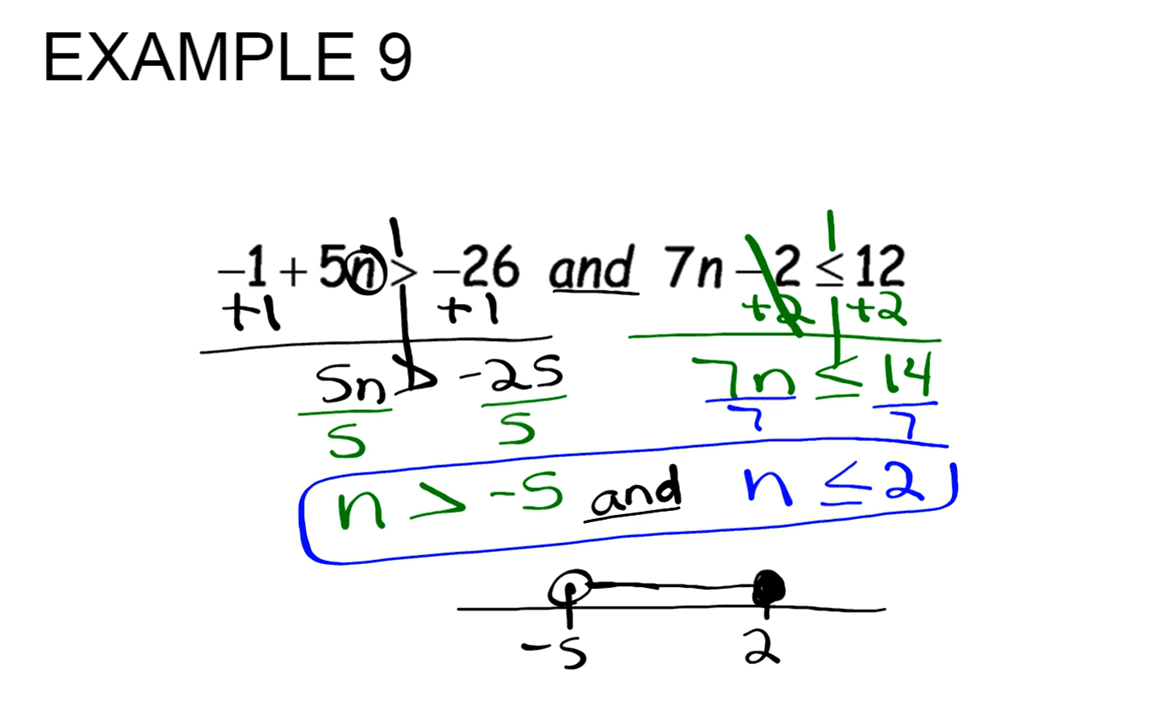 EXAMPLE 9
−1 + 5n > −26 and 7n − 2 ≤ 12
+1 +1 +2 +2
5n > -25 7n ≤ 14
5 5 7 7
n > -5 and n ≤ 2
-5 2